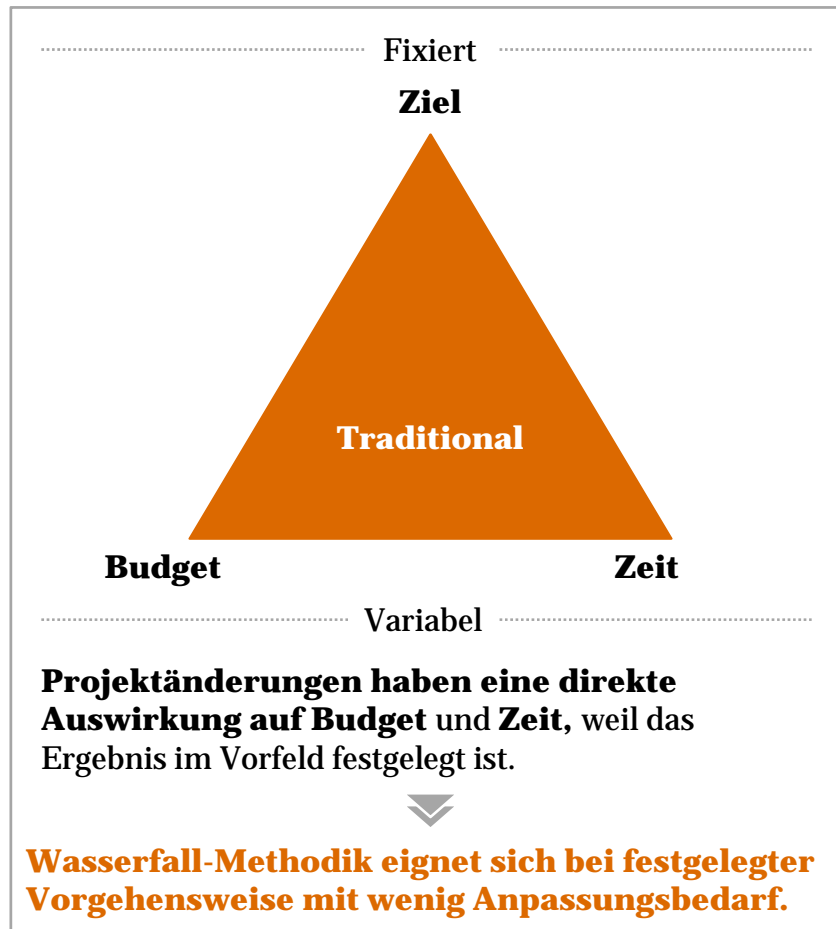 Fixiert
Ziel
Traditional
Budget Zeit
Variabel
Projektänderungen haben eine direkte
Auswirkung auf Budget und Zeit, weil das
Ergebnis im Vorfeld festgelegt ist.
Wasserfall-Methodik eignet sich bei festgelegter
Vorgehensweise mit wenig Anpassungsbedarf.